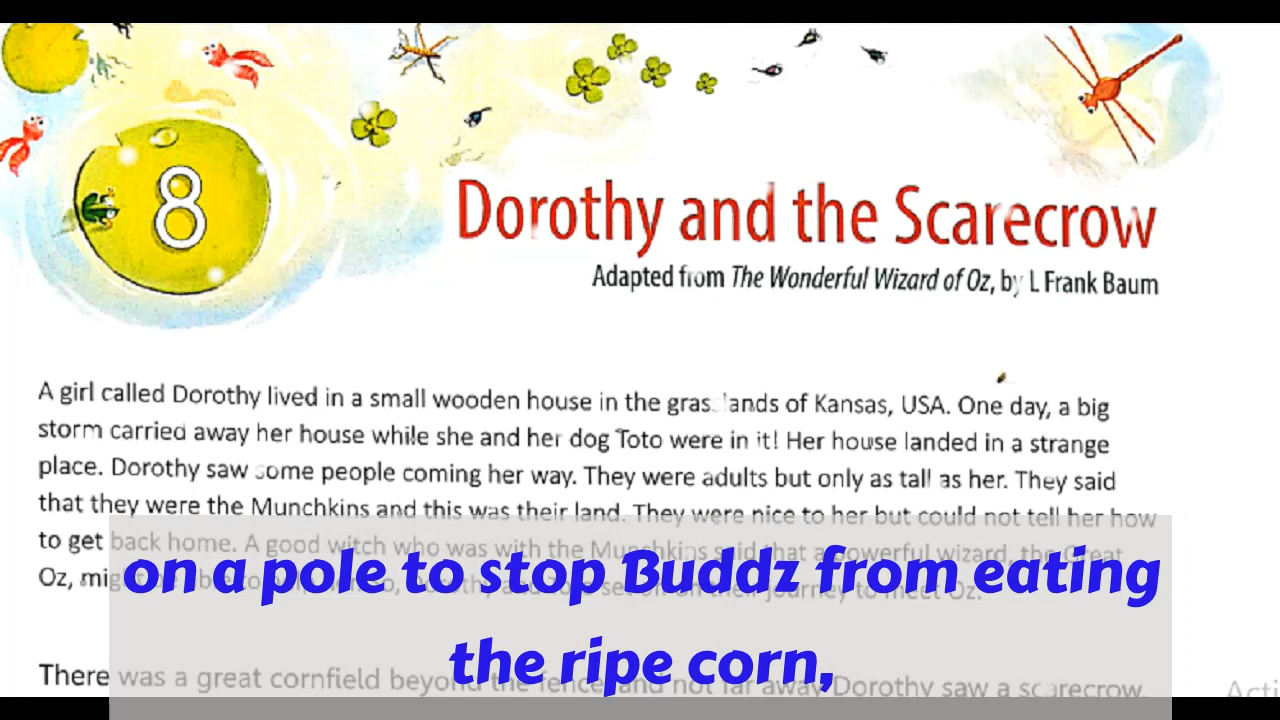 8
Dorothy and the Scarecrow
Adapted from The Wonderful Wizard of Oz, by L Frank Baum
A girl called Dorothy lived in a small wooden house in the grasslands of Kansas, USA. One day, a big
storm carried away her house while she and her dog Toto were in it! Her house landed in a strange
place. Dorothy saw some people coming her way. They were adults but only as tall as her. They said
that they were the Munchkins and this was their land. They were nice to her but could not tell her how
to get back home. A good witch who was with the Munchkins said that a powerful wizard, the Great
Oz, set off on their journey to meet Oz.
on a pole to stop Buddz from eating
the ripe corn,
There was a great cornfield beyond the fence, and not far away Dorothy saw a scarecrow,
Acti